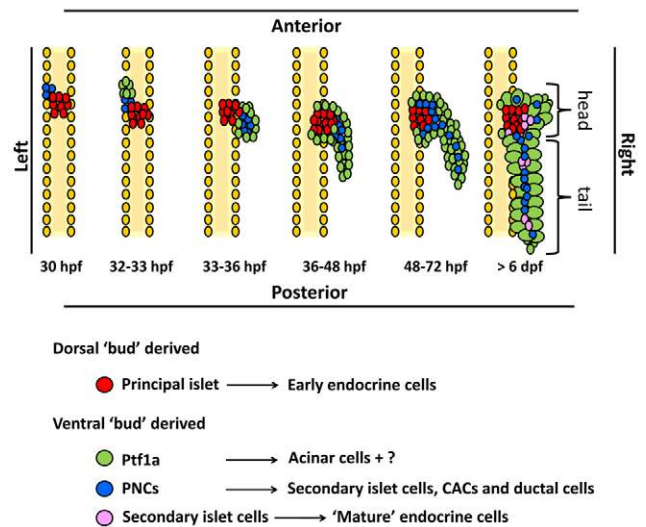 Anterior
Left
Right
head
tail
30 hpf 32-33 hpf 33-36 hpf 36-48 hpf 48-72 hpf > 6 dpf
Posterior
Dorsal ‘bud’ derived
Principal islet Early endocrine cells
Ventral ‘bud’ derived
Ptf1a Acinar cells + ?
PNCs Secondary islet cells, CACs and ductal cells
Secondary islet cells ‘Mature’ endocrine cells